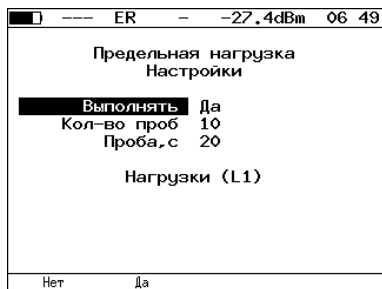 --- ER - -27.4dBm 06 49
Предельная нагрузка
Настройки
Выполнять Да
Кол-во проб 10
Проба,с 20
Нагрузки (L1)
Нет Да